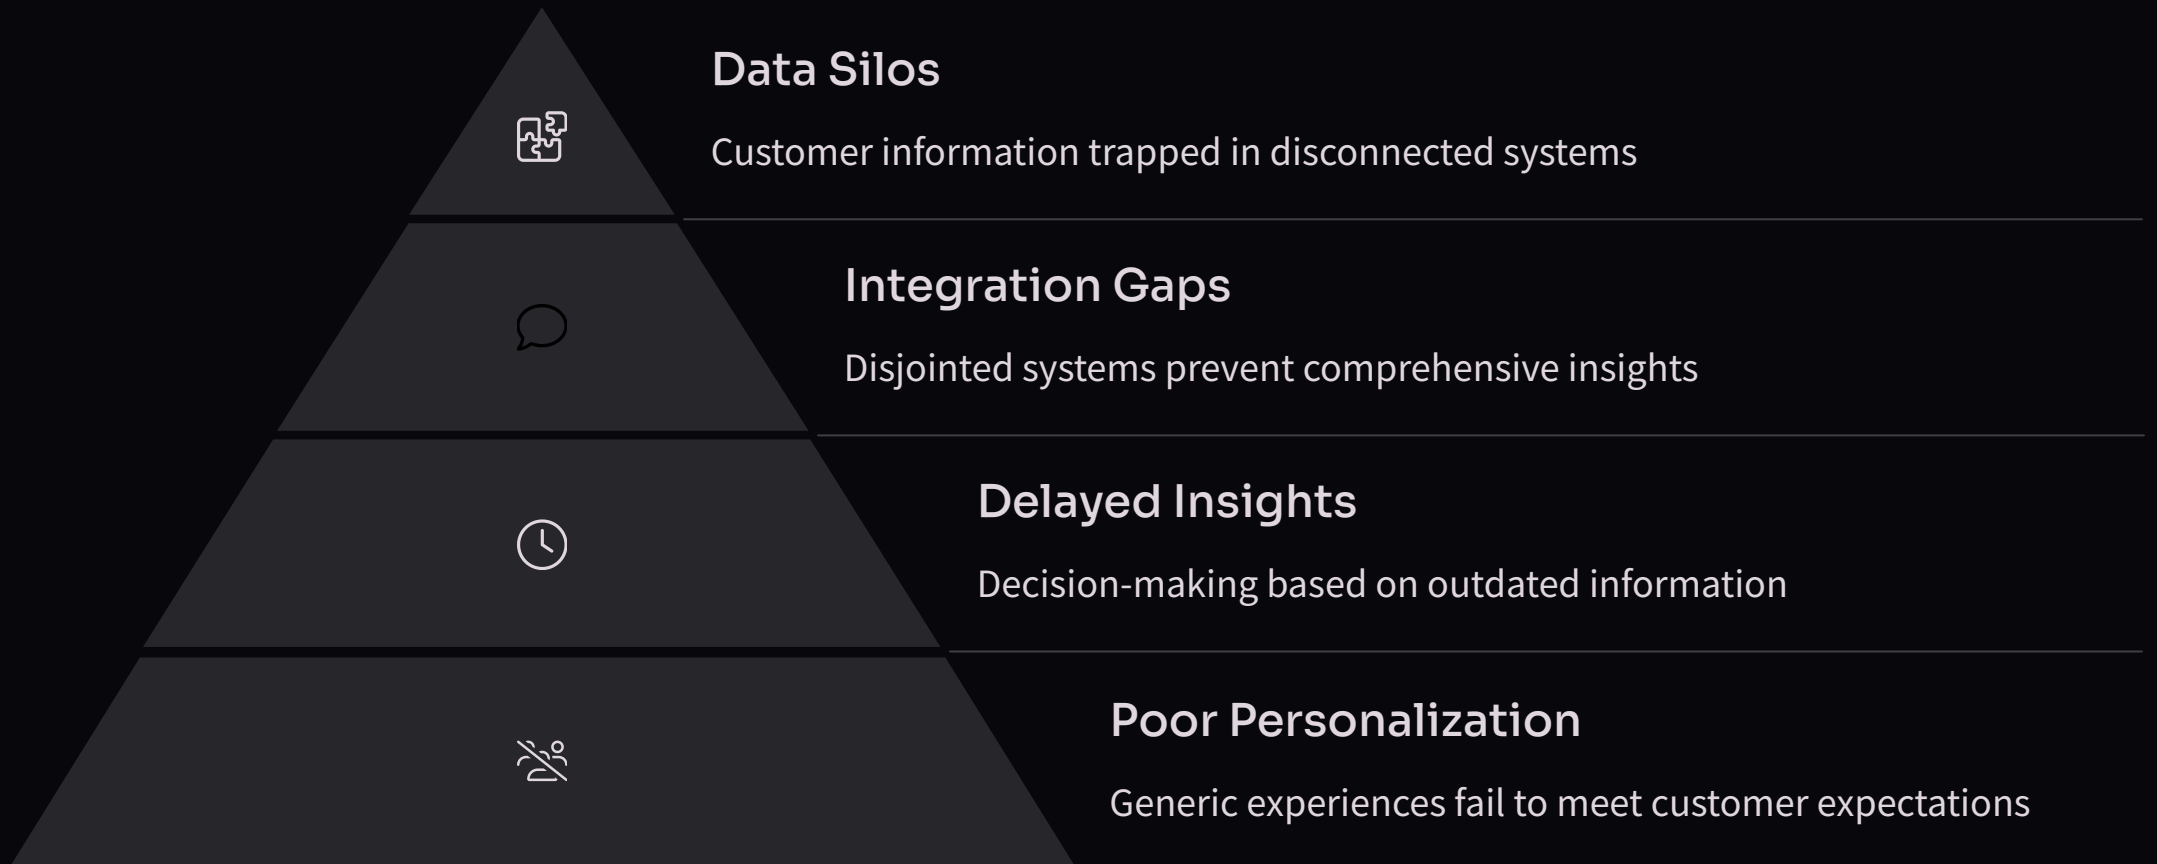 Data Silos
Customer information trapped in disconnected systems
Integration Gaps
Disjointed systems prevent comprehensive insights
Delayed Insights
Decision-making based on outdated information
Poor Personalization
Generic experiences fail to meet customer expectations